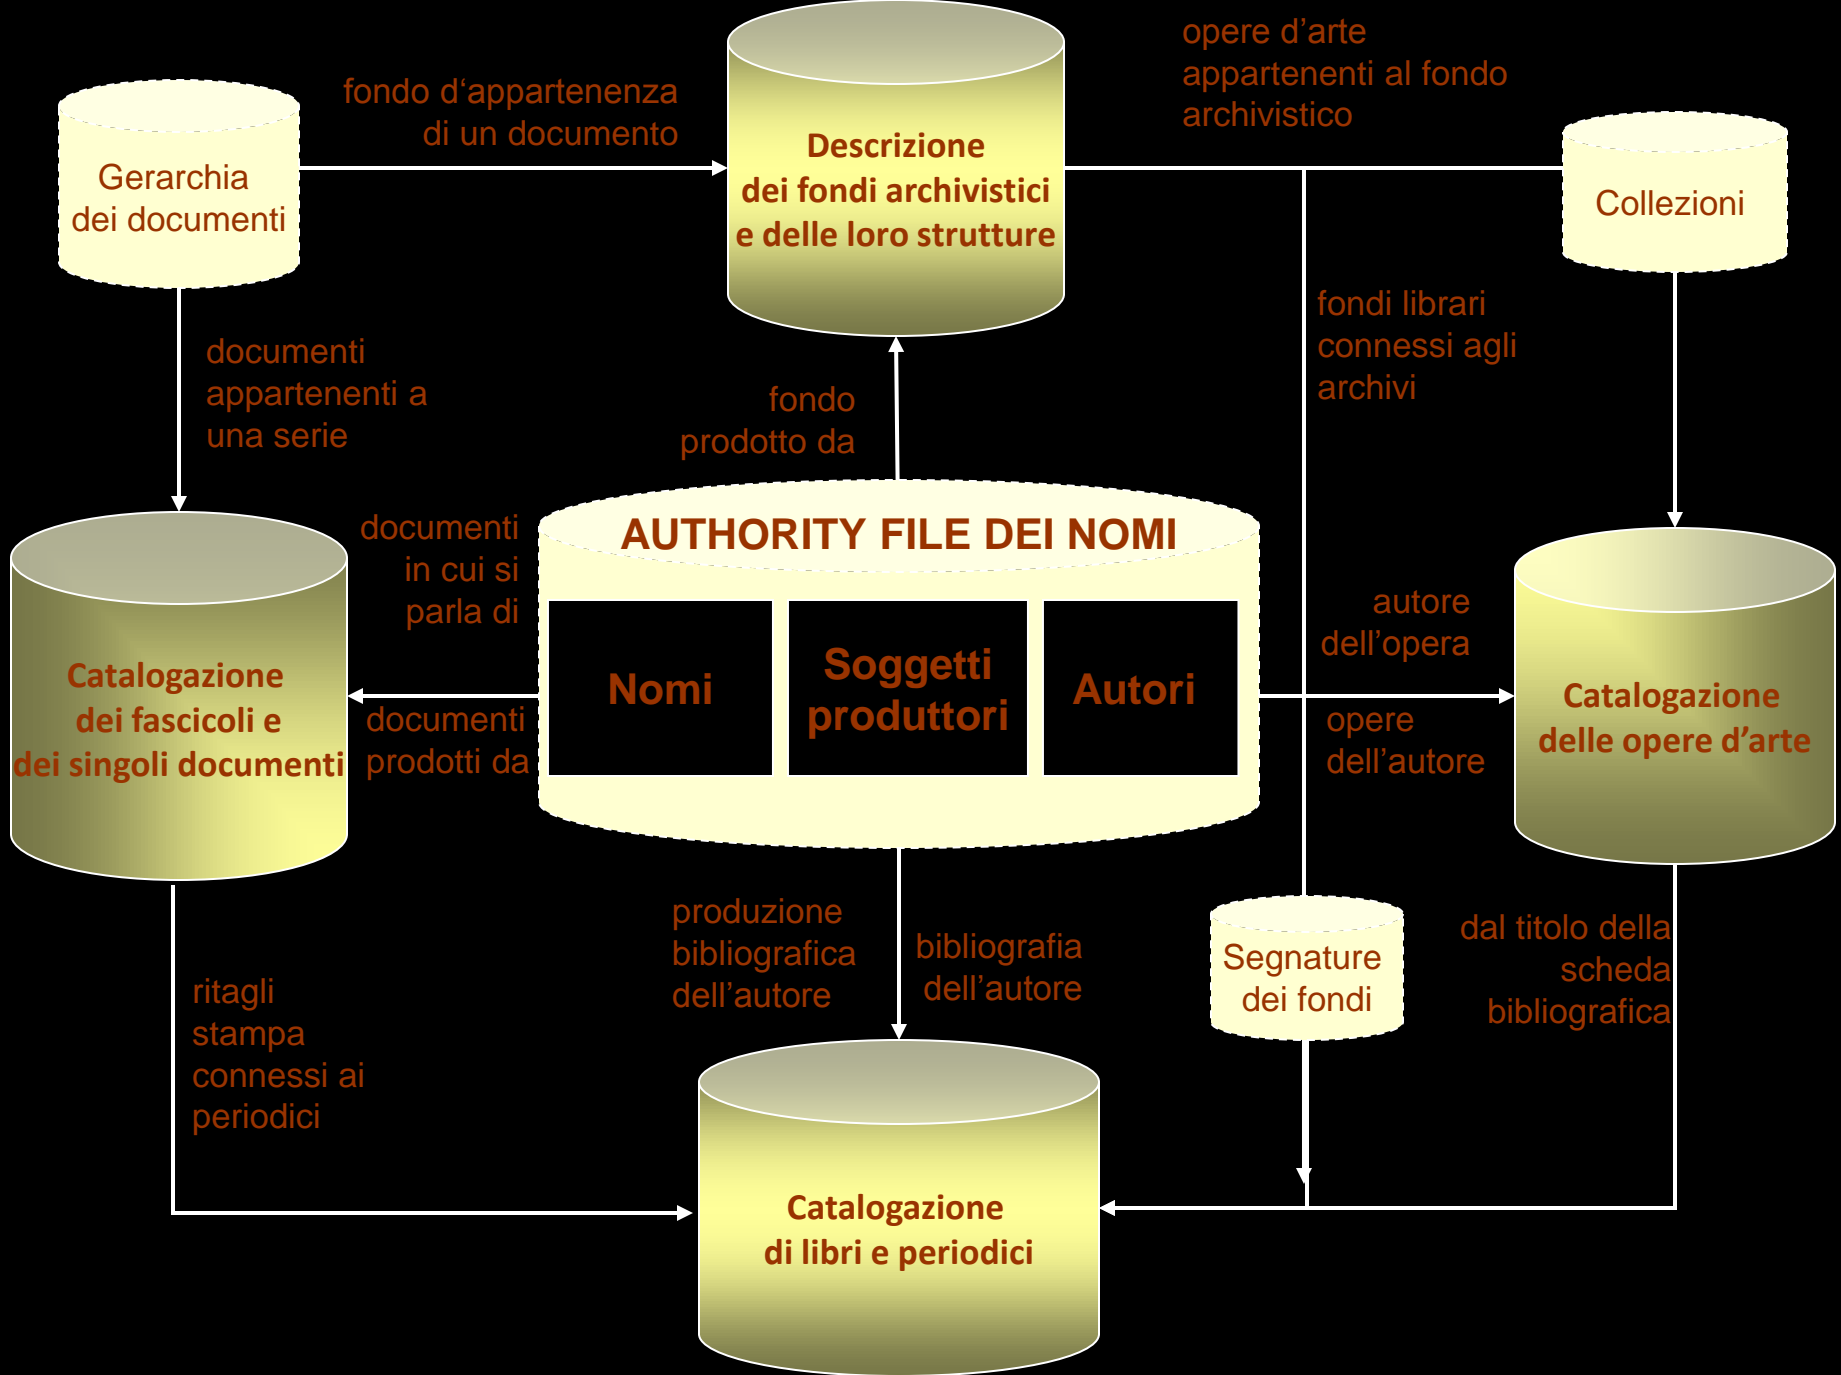 opere d’arte
appartenenti al fondo
archivistico
fondo d‘appartenenza
di un documento
Gerarchia
dei documenti
Descrizione
dei fondi archivistici
e delle loro strutture
Collezioni
documenti
appartenenti a
una serie
fondo
prodotto da
fondi librari
connessi agli
archivi
documenti
in cui si
parla di
AUTHORITY FILE DEI NOMI
Nomi
Soggetti
produttori
Autori
autore
dell’opera
Catalogazione
dei fascicoli e
dei singoli documenti
documenti
prodotti da
opere
dell’autore
Catalogazione
delle opere d’arte
produzione
bibliografica
dell’autore
bibliografia
dell’autore
Segnature
dei fondi
dal titolo della
scheda
bibliografica
ritagli
stampa
connessi ai
periodici
Catalogazione
di libri e periodici